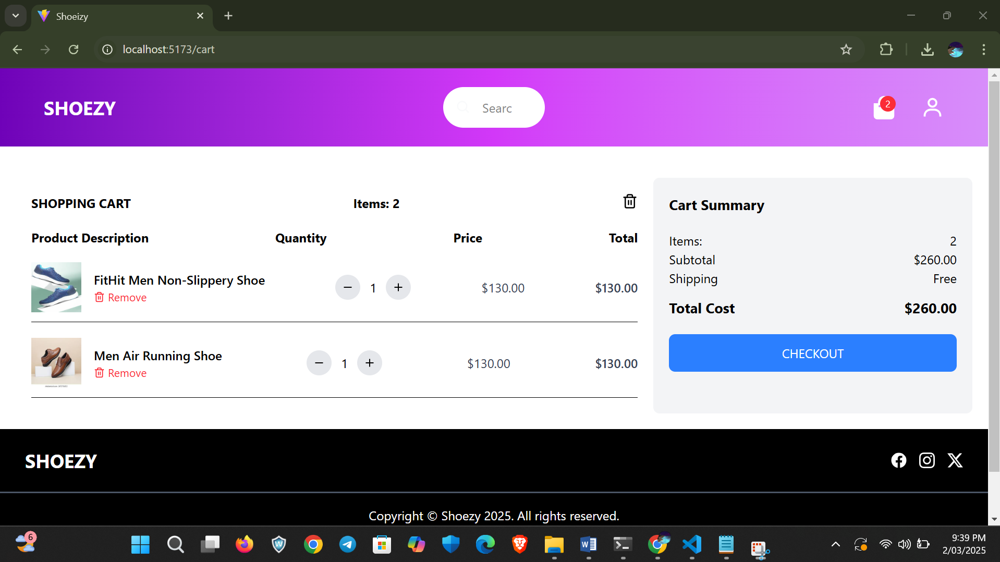 Shoeizy
localhost:5173/cart
SHOEZY
Searc
2
SHOPPING CART
Items: 2
Product Description
Quantity
Price
Total
FitHit Men Non-Slippery Shoe
Remove
1
$130.00
$130.00
Men Air Running Shoe
Remove
1
$130.00
$130.00
Cart Summary
Items:
2
Subtotal
$260.00
Shipping
Free
Total Cost
$260.00
CHECKOUT
SHOEZY
Copyright © Shoezy 2025. All rights reserved.
6
9:39 PM
2/03/2025